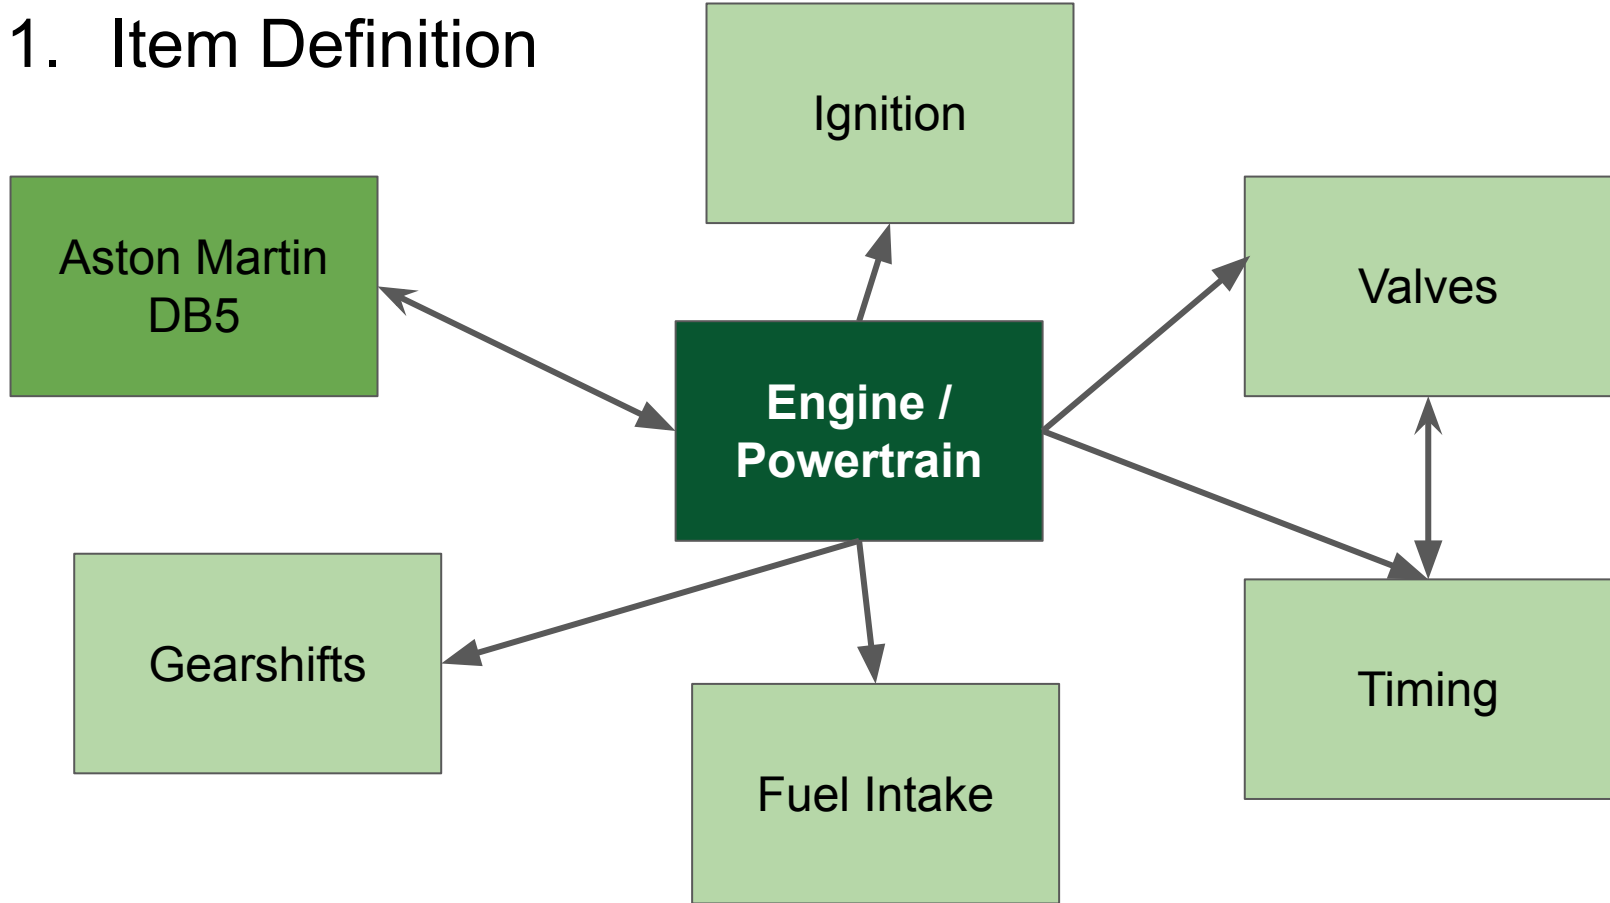 1. Item Definition
Ignition
Aston Martin
DB5
Valves
Engine /
Powertrain
Gearshifts
Timing
Fuel Intake